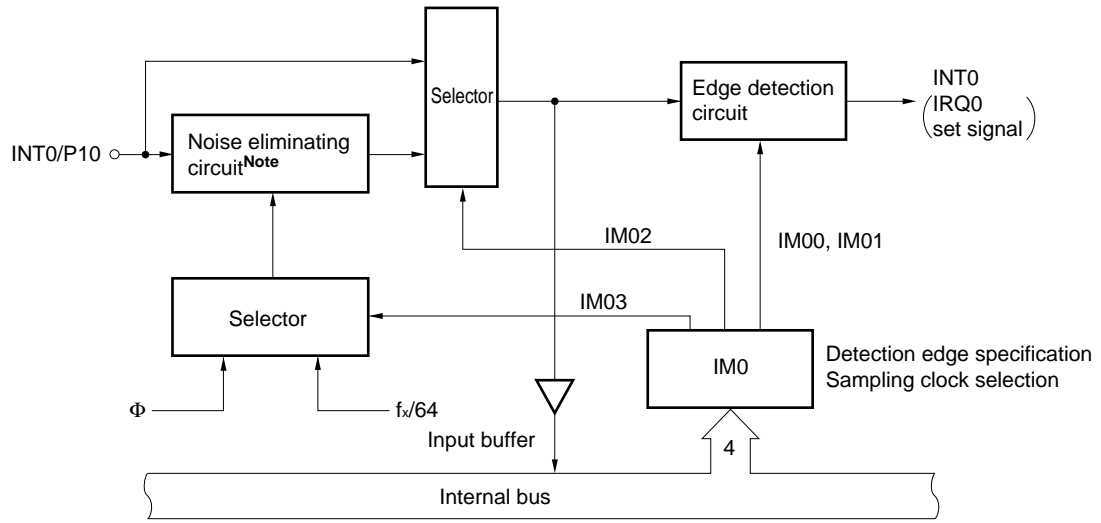 Selector
Edge detection
circuit
INT0
IRQ0
(set signal)
INT0/P10
Noise eliminating
circuitNote
IM02
IM00, IM01
IM03
Selector
IM0
Detection edge specification
Sampling clock selection
Φ
fx/64
Input buffer
4
Internal bus